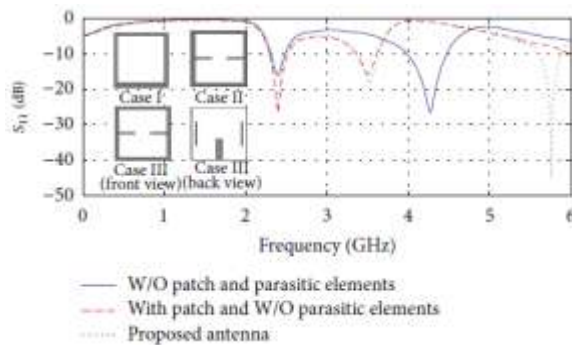 0
−10
−20
−30
−40
−50
S11 (dB)
Case I
Case II
Case III
(front view)
Case III
(back view)
0 1 2 3 4 5 6
Frequency (GHz)
W/O patch and parasitic elements
With patch and W/O parasitic elements
Proposed antenna